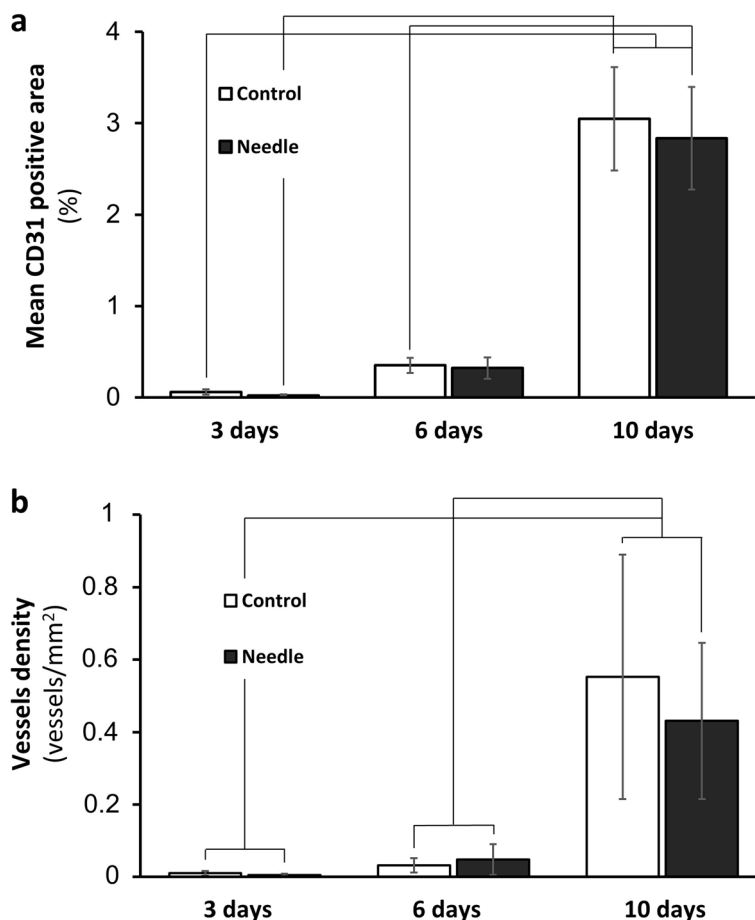 a
4
3
2
1
0
Mean CD31 positive area
(%)
Control
Needle
3 days
6 days
10 days
b
1
0.8
0.6
0.4
0.2
0
Vessels density
(vessels/mm²)
Control
Needle
3 days
6 days
10 days